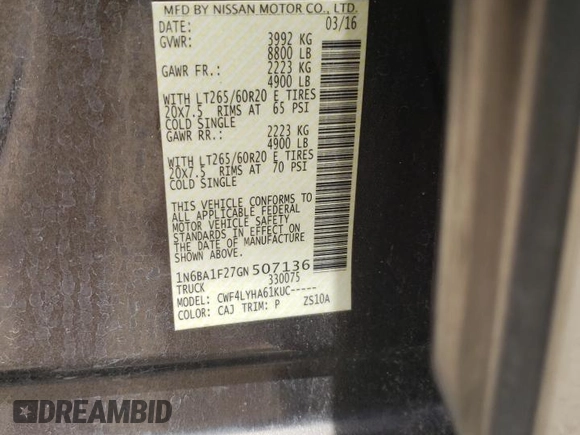 MFD BY NISSAN MOTOR CO., LTD.
DATE: 03/16
GVWR: 3992 KG
8800 LB
GAWR FR.: 2223 KG
4900 LB
WITH LT265/60R20 E TIRES
20X7.5 RIMS AT 65 PSI
COLD SINGLE
GAWR RR.: 2223 KG
4900 LB
WITH LT265/60R20 E TIRES
20X7.5 RIMS AT 70 PSI
COLD SINGLE
THIS VEHICLE CONFORMS TO
ALL APPLICABLE FEDERAL
MOTOR VEHICLE SAFETY
STANDARDS IN EFFECT ON
THE DATE OF MANUFACTURE
SHOWN ABOVE.
1N6BA1F27GN507136
TRUCK 330075
MODEL: CWF4LYHA61KUC-----
COLOR: CAJ TRIM: P ZS10A
DREAMBID